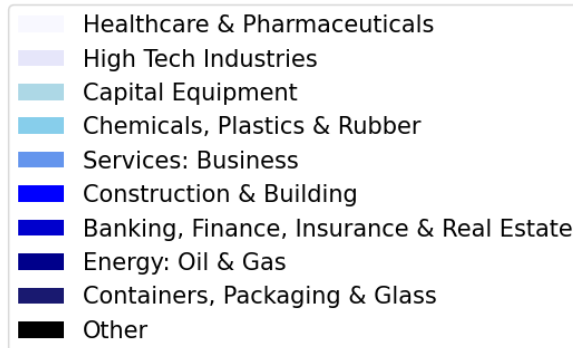 Healthcare & Pharmaceuticals
High Tech Industries
Capital Equipment
Chemicals, Plastics & Rubber
Services: Business
Construction & Building
Banking, Finance, Insurance & Real Estate
Energy: Oil & Gas
Containers, Packaging & Glass
Other